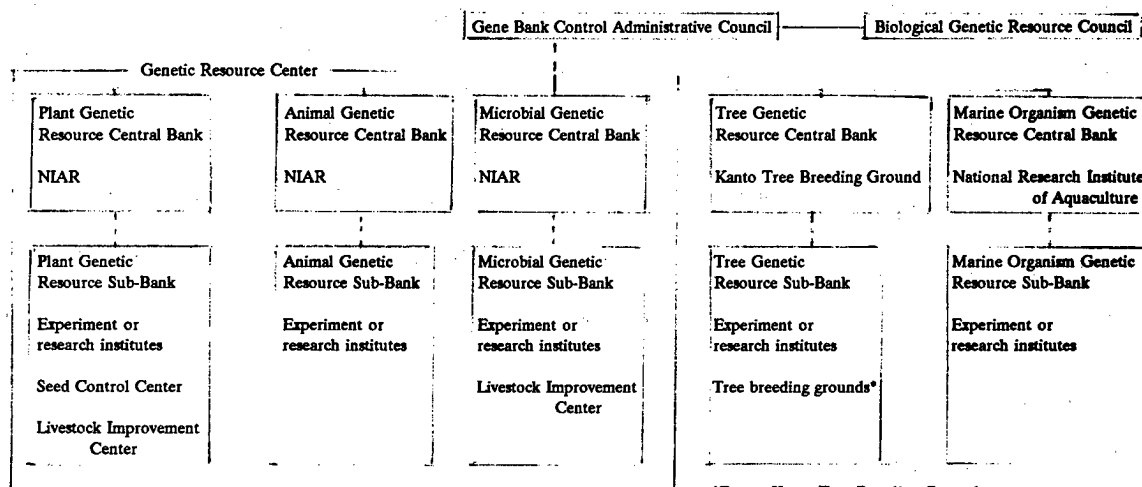 Gene Bank Control Administrative Council
Biological Genetic Resource Council
Genetic Resource Center
Plant Genetic
Resource Central Bank
NIAR
Animal Genetic
Resource Central Bank
NIAR
Microbial Genetic
Resource Central Bank
NIAR
Tree Genetic
Resource Central Bank
Kanto Tree Breeding Ground
Marine Organism Genetic
Resource Central Bank
National Research Institute
of Aquaculture
Plant Genetic
Resource Sub-Bank
Experiment or
research institutes
Seed Control Center
Livestock Improvement
Center
Animal Genetic
Resource Sub-Bank
Experiment or
research institutes
Microbial Genetic
Resource Sub-Bank
Experiment or
research institutes
Livestock Improvement
Center
Tree Genetic
Resource Sub-Bank
Experiment or
research institutes
Tree breeding grounds*
Marine Organism Genetic
Resource Sub-Bank
Experiment or
research institutes